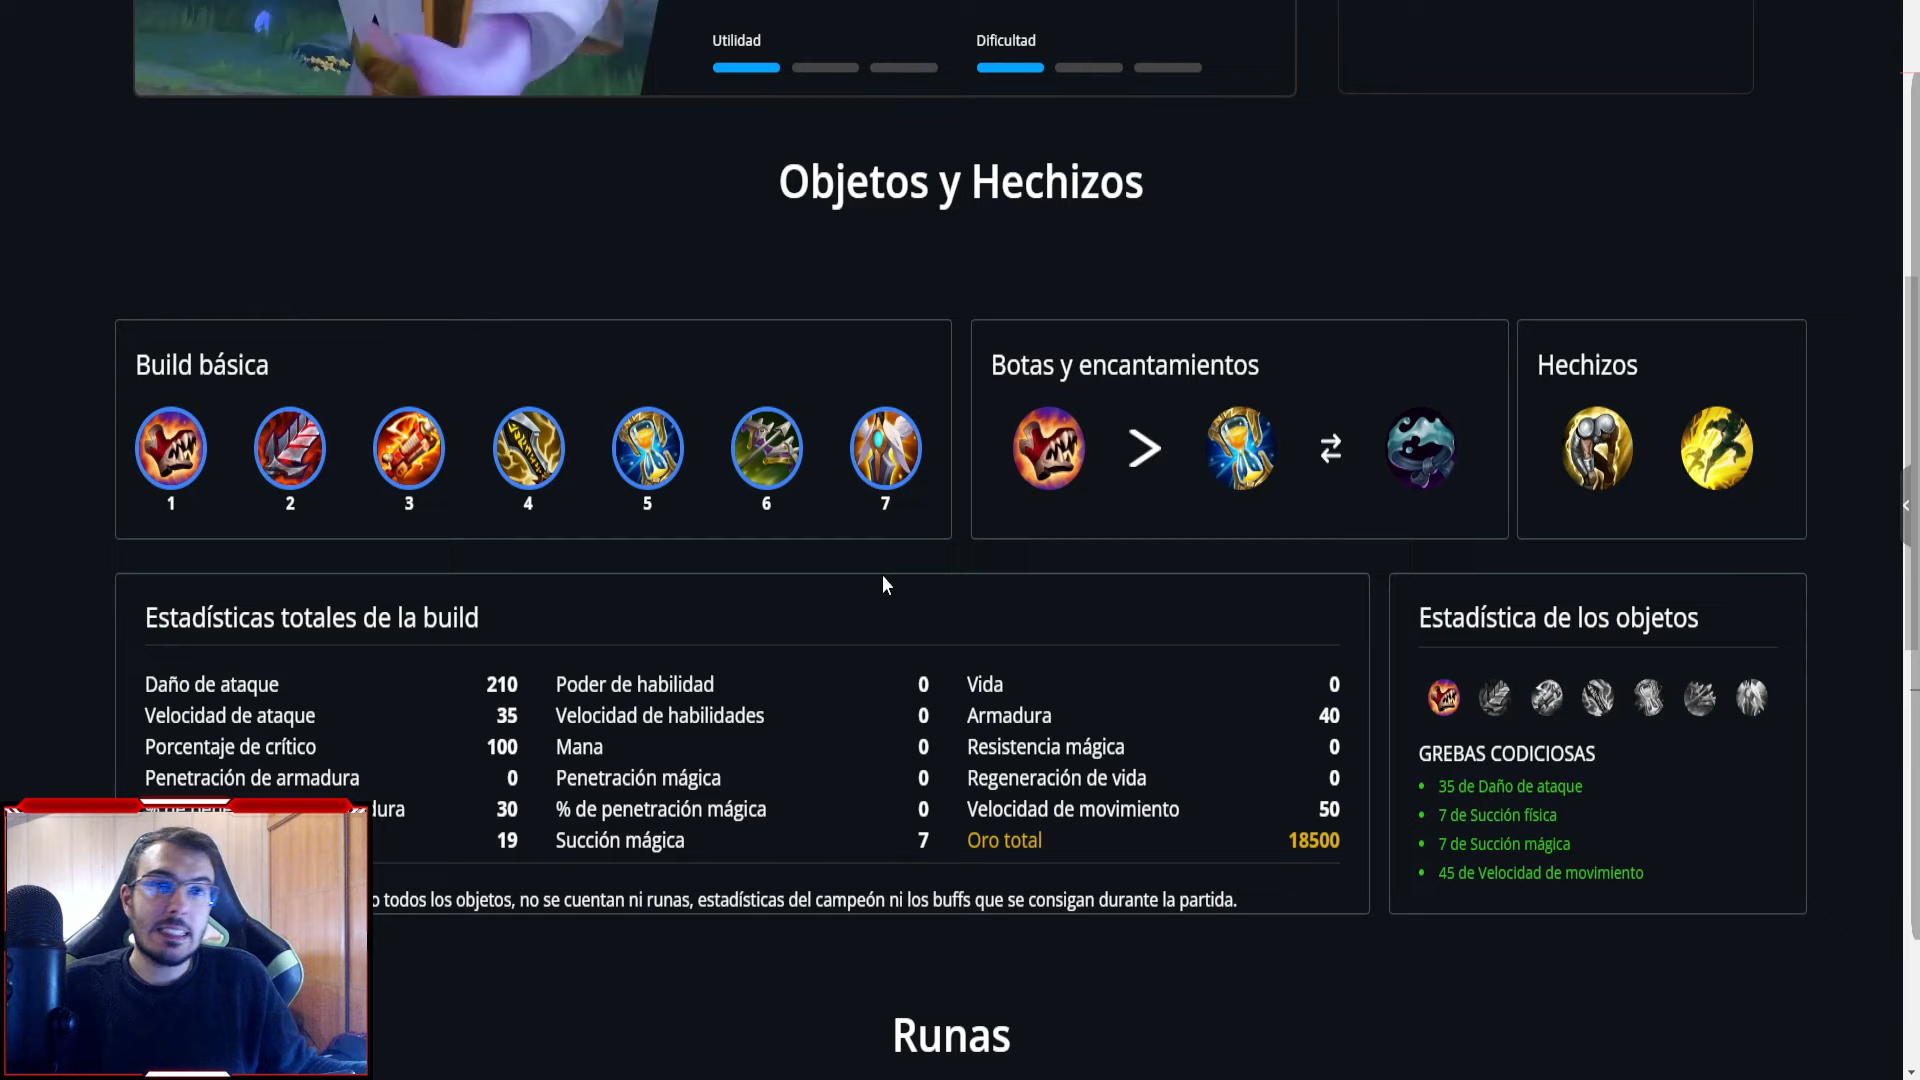 Utilidad
Dificultad
Objetos y Hechizos
Build básica
Botas y encantamientos
Hechizos
1 2 3 4 5 6 7
Estadísticas totales de la build
Daño de ataque 210
Velocidad de ataque 35
Porcentaje de crítico 100
Penetración de armadura 0
30
19
Poder de habilidad 0
Velocidad de habilidades 0
Mana 0
Penetración mágica 0
% de penetración mágica 0
Succión mágica 7
Vida 0
Armadura 40
Resistencia mágica 0
Regeneración de vida 0
Velocidad de movimiento 50
Oro total 18500
o todos los objetos, no se cuentan ni runas, estadísticas del campeón ni los buffs que se consigan durante la partida.
Estadística de los objetos
GREBAS CODICIOSAS
35 de Daño de ataque
7 de Succión física
7 de Succión mágica
45 de Velocidad de movimiento
Runas